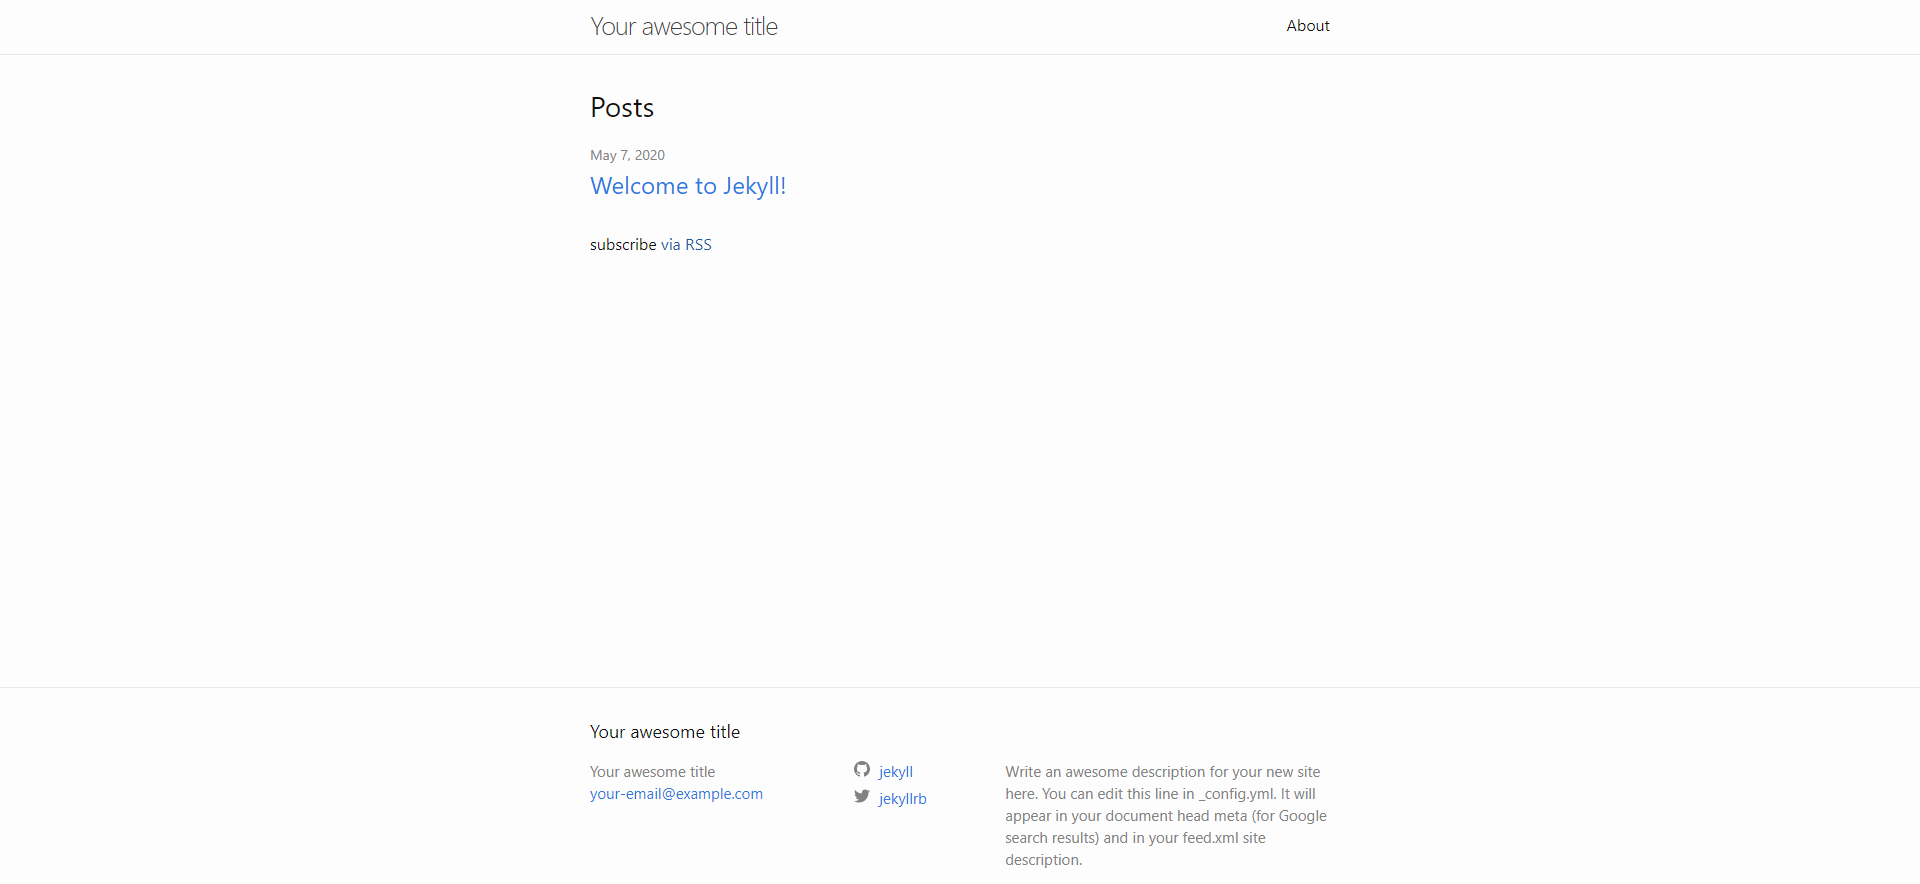 Your awesome title
About
Posts
May 7, 2020
Welcome to Jekyll!
subscribe via RSS
Your awesome title
Your awesome title
your-email@example.com
jekyll
jekyllrb
Write an awesome description for your new site
here. You can edit this line in _config.yml. It will
appear in your document head meta (for Google
search results) and in your feed.xml site
description.